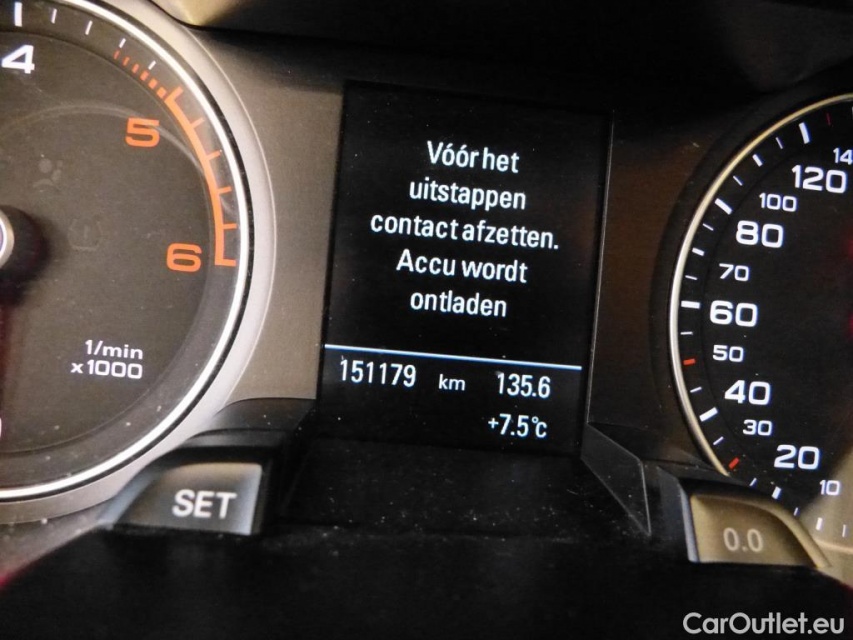 4
5
6
1/min
x1000
Vóór het
uitstappen
contact afzetten.
Accu wordt
ontladen
151179 km 135.6
+7.5°c
14
120
100
80
70
60
50
40
30
20
10
SET
0.0
CarOutlet.eu